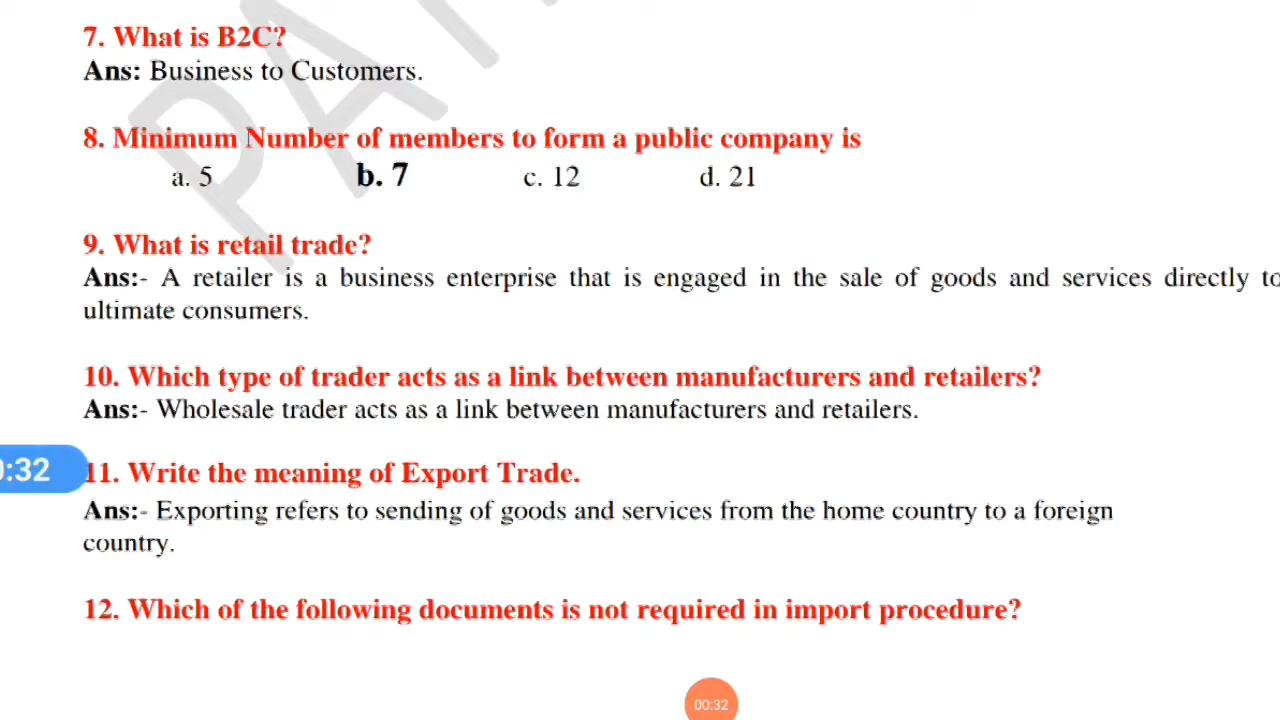 7. What is B2C?
Ans: Business to Customers.
8. Minimum Number of members to form a public company is
a. 5 b. 7 c. 12 d. 21
9. What is retail trade?
Ans:- A retailer is a business enterprise that is engaged in the sale of goods and services directly to
ultimate consumers.
10. Which type of trader acts as a link between manufacturers and retailers?
Ans:- Wholesale trader acts as a link between manufacturers and retailers.
:32
11. Write the meaning of Export Trade.
Ans:- Exporting refers to sending of goods and services from the home country to a foreign
country.
12. Which of the following documents is not required in import procedure?
00:32